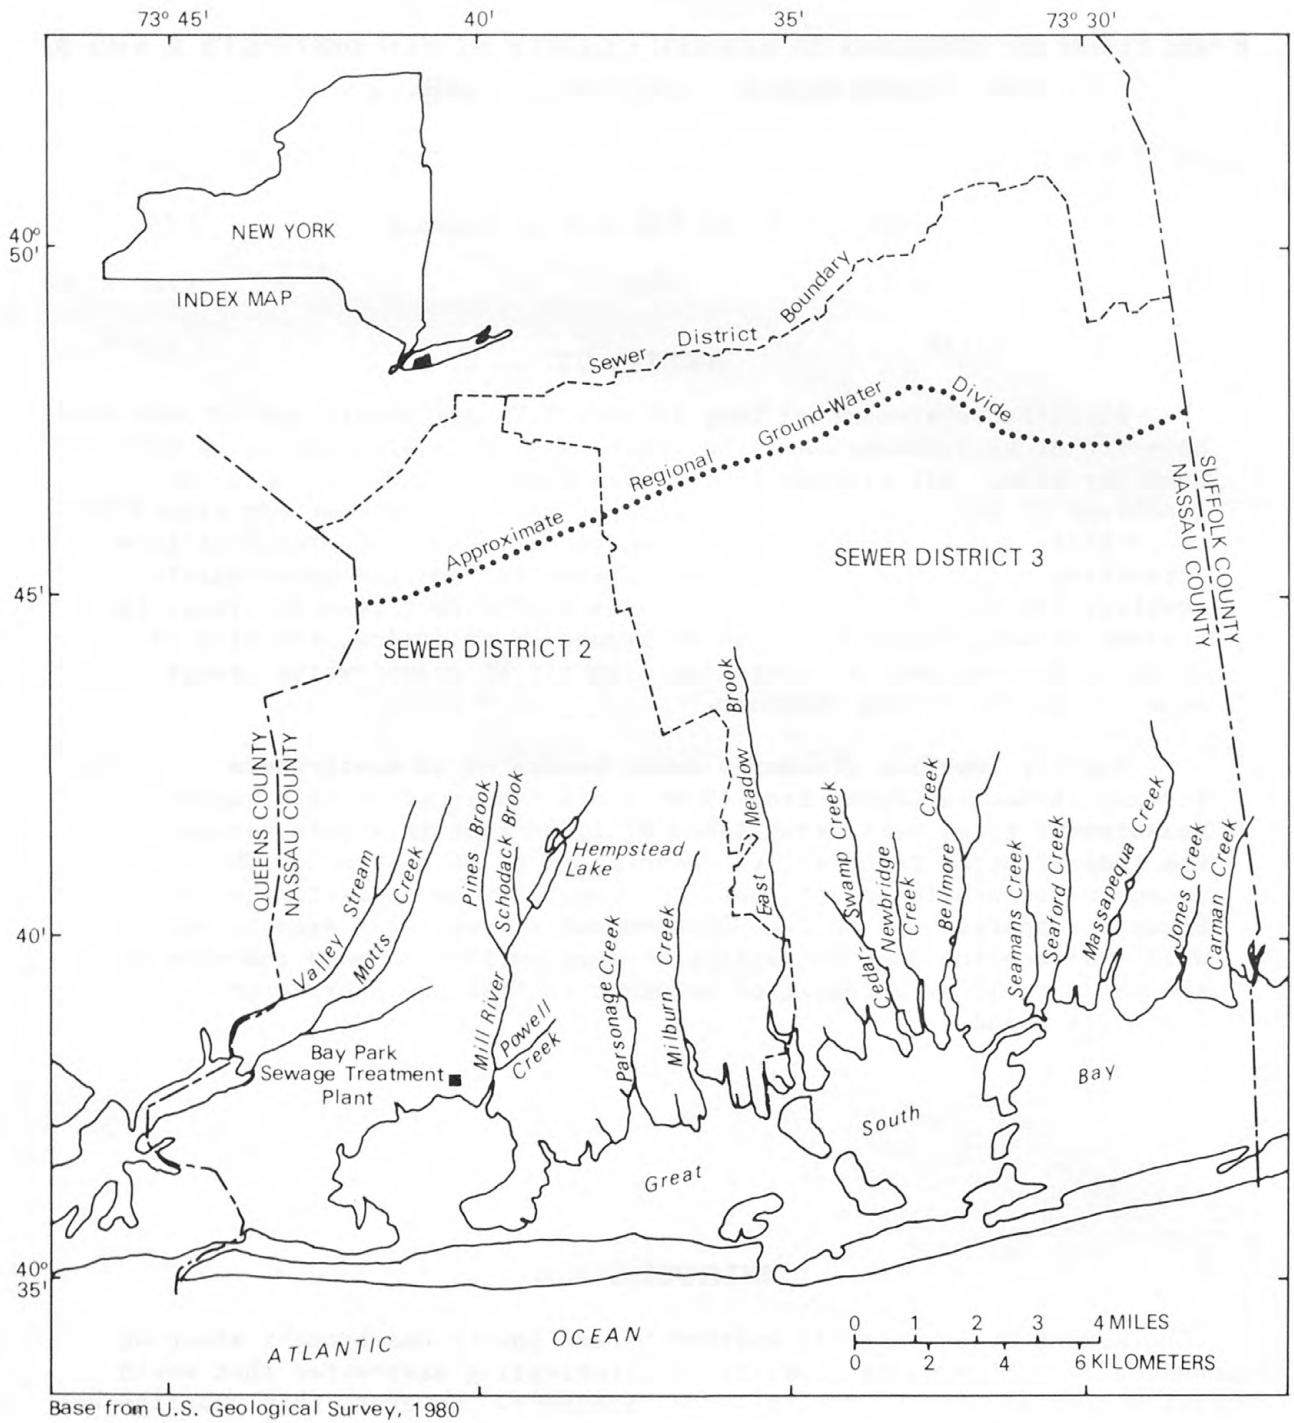 73° 45'
40'
35'
73° 30'
40°
50'
45'
40'
40°
35'
NEW YORK
INDEX MAP
Sewer District Boundary
Approximate Regional Ground-Water Divide
SEWER DISTRICT 3
SEWER DISTRICT 2
SUFFOLK COUNTY
NASSAU COUNTY
QUEENS COUNTY
NASSAU COUNTY
Valley Stream
Motts Creek
Pines Brook
Schodack Brook
Hempstead
Lake
Mill River
Powell
Creek
Parsonage Creek
Milburn Creek
East Meadow Brook
Cedar Swamp Creek
Newbridge
Creek
Bellmore Creek
Seamans Creek
Seaford Creek
Massapequa Creek
Jones Creek
Carman Creek
Bay Park
Sewage Treatment
Plant
Great South Bay
ATLANTIC OCEAN
0 1 2 3 4 MILES
0 2 4 6 KILOMETERS
Base from U.S. Geological Survey, 1980